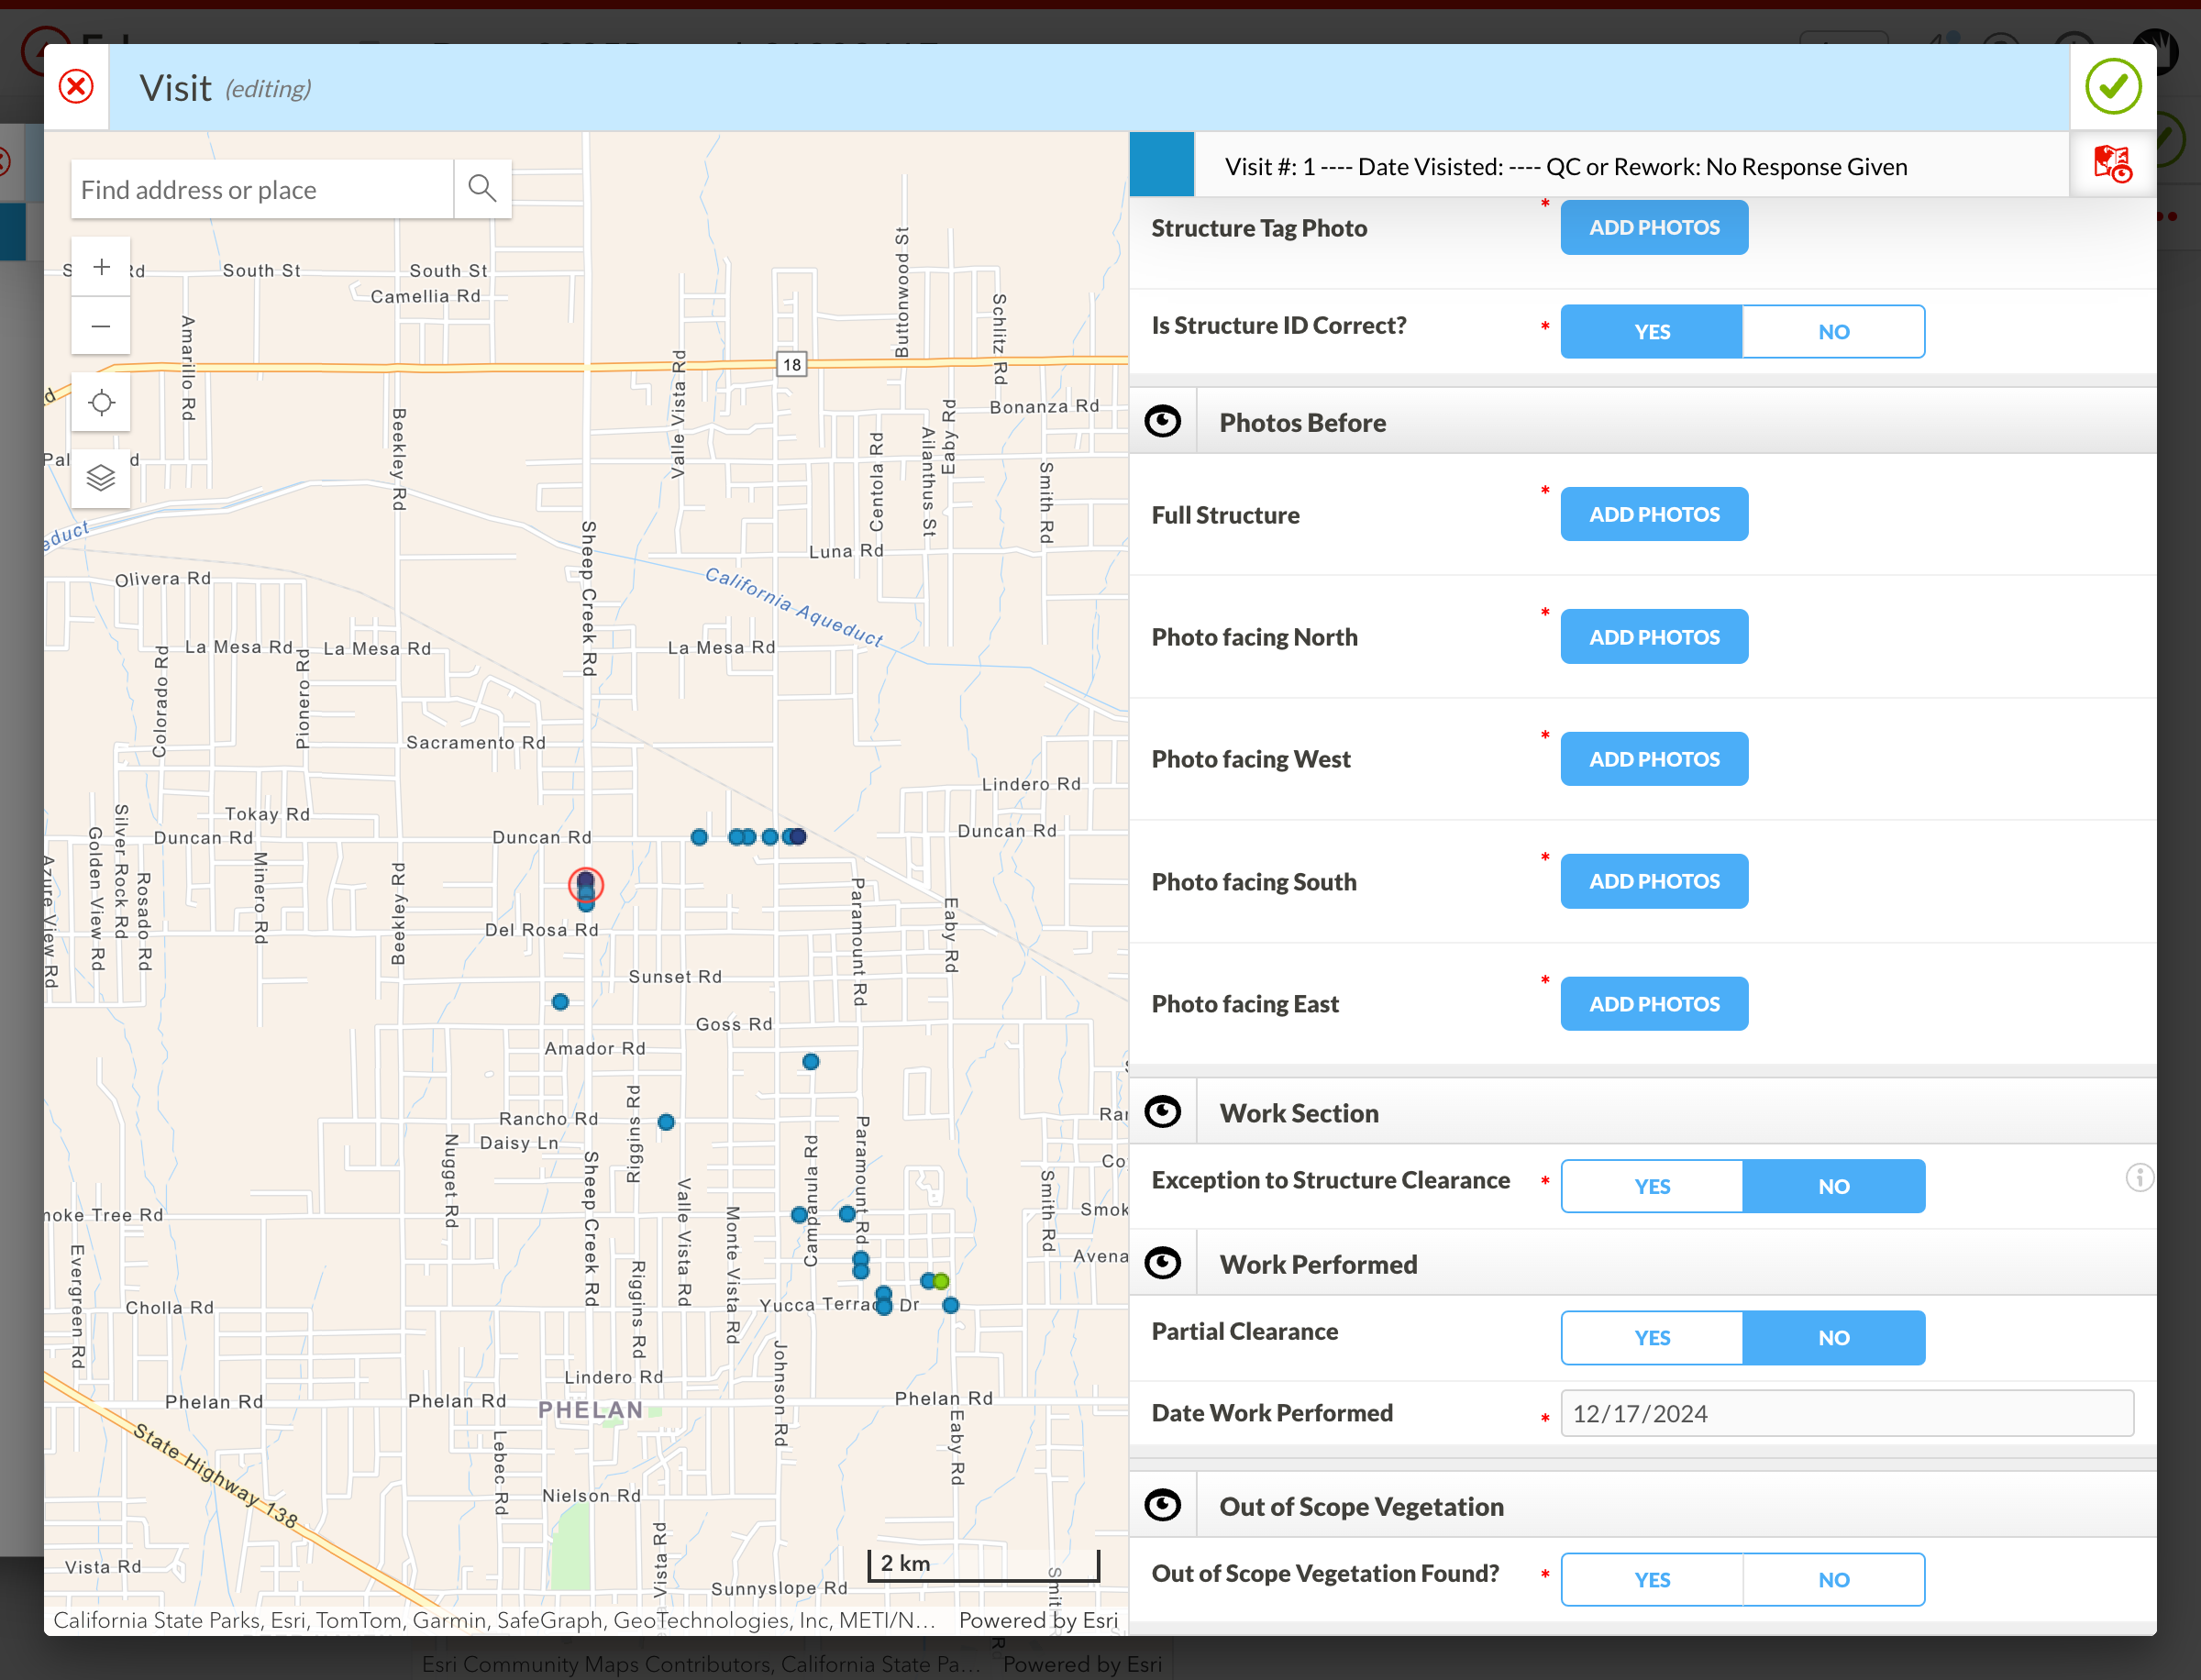 Visit (editing)
Find address or place
Visit #: 1 ---- Date Visisted: ---- QC or Rework: No Response Given
Structure Tag Photo
*
ADD PHOTOS
Is Structure ID Correct?
*
YES
NO
Photos Before
Full Structure
*
ADD PHOTOS
Photo facing North
*
ADD PHOTOS
Photo facing West
*
ADD PHOTOS
Photo facing South
*
ADD PHOTOS
Photo facing East
*
ADD PHOTOS
Work Section
Exception to Structure Clearance
*
YES
NO
Work Performed
Partial Clearance
YES
NO
Date Work Performed
*
12/17/2024
Out of Scope Vegetation
Out of Scope Vegetation Found?
*
YES
NO
South St
South St
Camellia Rd
Amarillo Rd
Beekley Rd
Valle Vista Rd
18
Buttonwood St
Schlitz Rd
Bonanza Rd
Centola Rd
Ailanthus St
Eaby Rd
Smith Rd
Luna Rd
Sheep Creek Rd
California Aqueduct
Olivera Rd
La Mesa Rd
La Mesa Rd
La Mesa Rd
Colorado Rd
Pionero Rd
Sacramento Rd
Lindero Rd
Tokay Rd
Duncan Rd
Duncan Rd
Duncan Rd
Azure View Rd
Golden View Rd
Silver Rock Rd
Rosado Rd
Minero Rd
Beekeley Rd
Del Rosa Rd
Paramount Rd
Eaby Rd
Sunset Rd
Goss Rd
Amador Rd
Rancho Rd
Daisy Ln
Riggins Rd
Nugget Rd
Sheep Creek Rd
Valle Vista Rd
Monte Vista Rd
Paramount Rd
Smith Rd
moke Tree Rd
Smok
Avena
Evergreen Rd
Cholla Rd
Riggins Rd
Yucca Terrac Dr
Lindero Rd
Johnson Rd
Phelan Rd
Phelan Rd
PHELAN
Phelan Rd
Eaby Rd
State Highway 138
Lebec Rd
Nielson Rd
Vista Rd
Vista Rd
2 km
Sunnyslope Rd
California State Parks, Esri, TomTom, Garmin, SafeGraph, GeoTechnologies, Inc, METI/N...
Powered by Esri
Esri Community Maps Contributors, California State Pa...
Powered by Esri